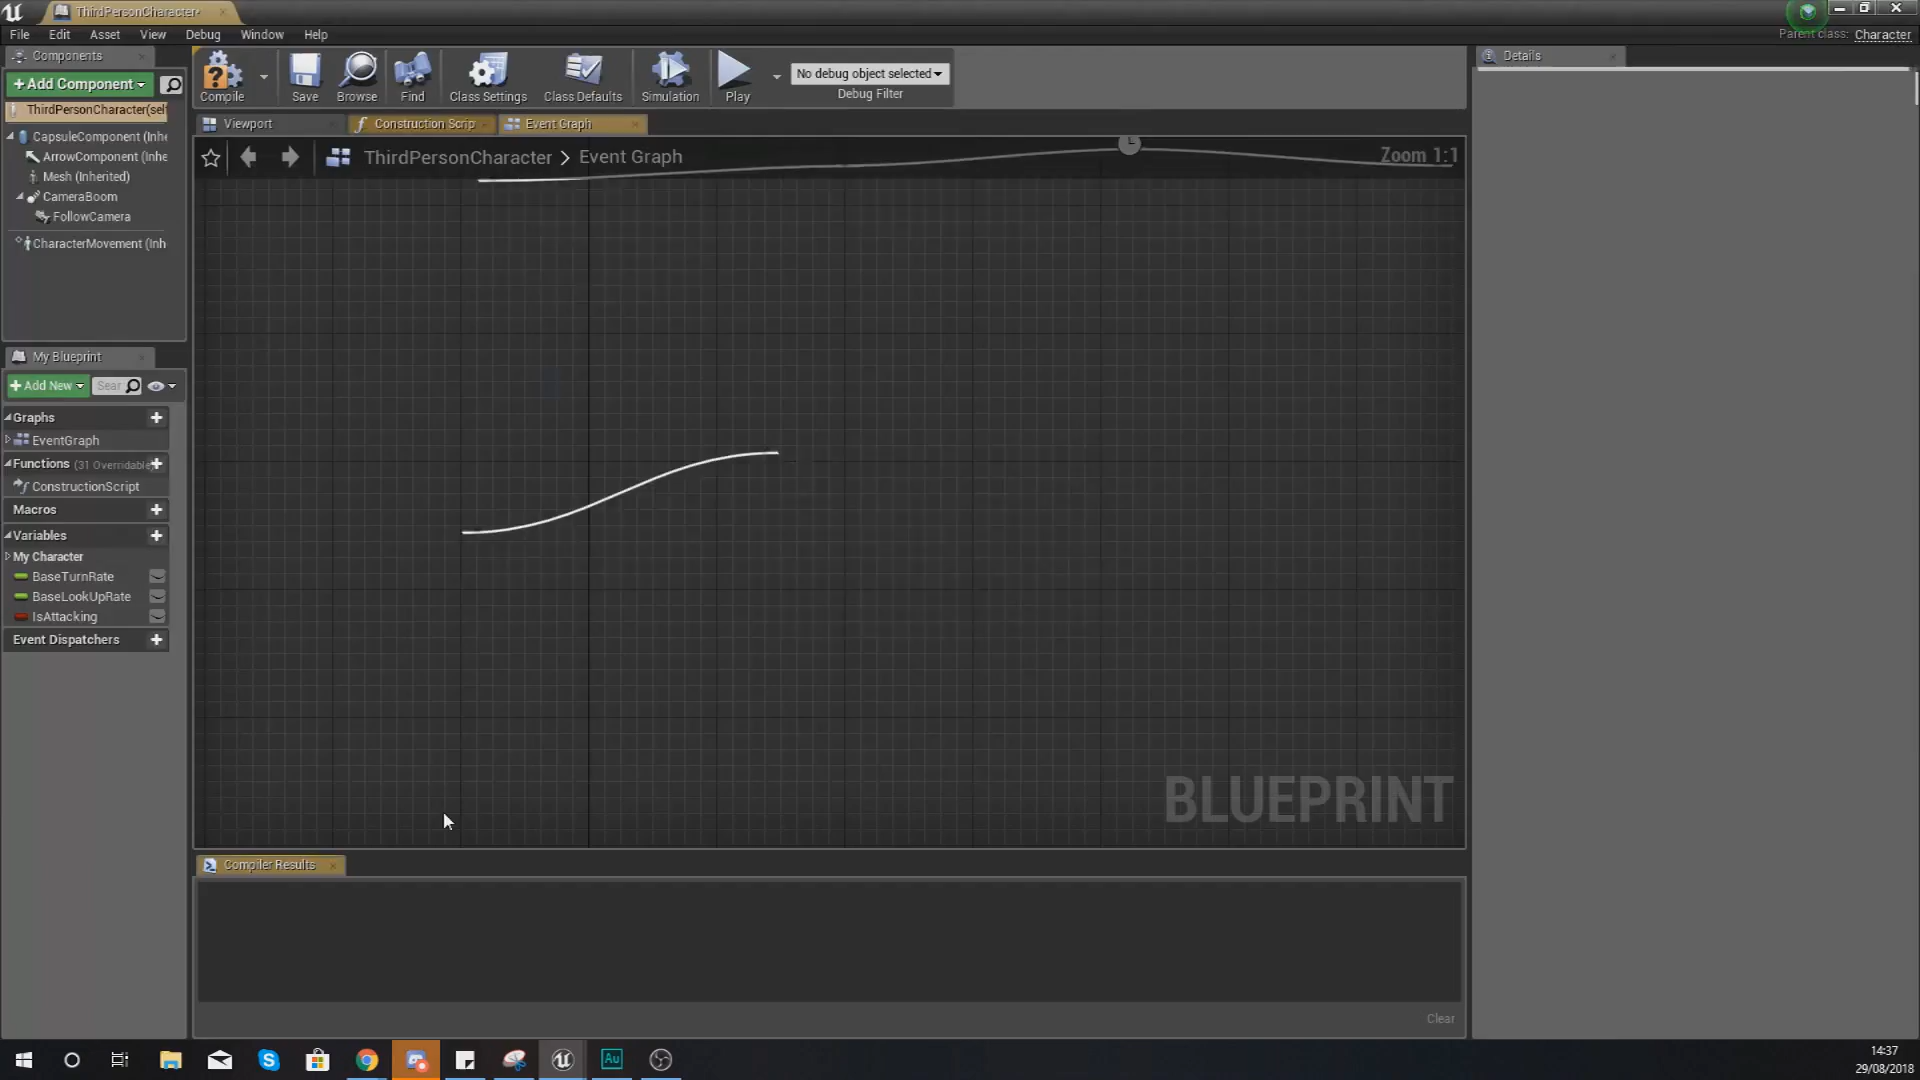 ThirdPersonCharacter*
File Edit Asset View Debug Window Help
Parent class: Character
Components
+Add Component
ThirdPersonCharacter(self
CapsuleComponent (Inhe
ArrowComponent (Inhe
Mesh (Inherited)
CameraBoom
FollowCamera
CharacterMovement (Inh
My Blueprint
+Add New Sear
Graphs
EventGraph
Functions (31 Overridable
ConstructionScript
Macros
Variables
My Character
BaseTurnRate
BaseLookUpRate
IsAttacking
Event Dispatchers
Compile Save Browse Find Class Settings Class Defaults Simulation Play
No debug object selected
Debug Filter
Viewport Construction Scrip Event Graph
ThirdPersonCharacter > Event Graph
Zoom 1:1
BLUEPRINT
Compiler Results
Clear
Details
Au
14:37
29/08/2018